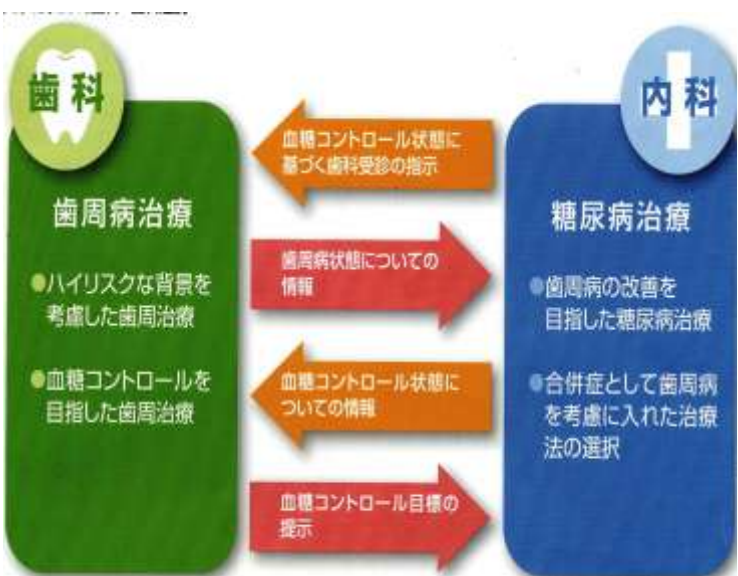 歯科
歯周病治療
●ハイリスクな背景を
考慮した歯周治療
●血糖コントロールを
目指した歯周治療
血糖コントロール状態に
基づく歯科受診の指示
歯周病状態についての
情報
血糖コントロール状態に
ついての情報
血糖コントロール目標の
提示
内科
糖尿病治療
●歯周病の改善を
目指した糖尿病治療
●合併症として歯周病
を考慮に入れた治療
法の選択